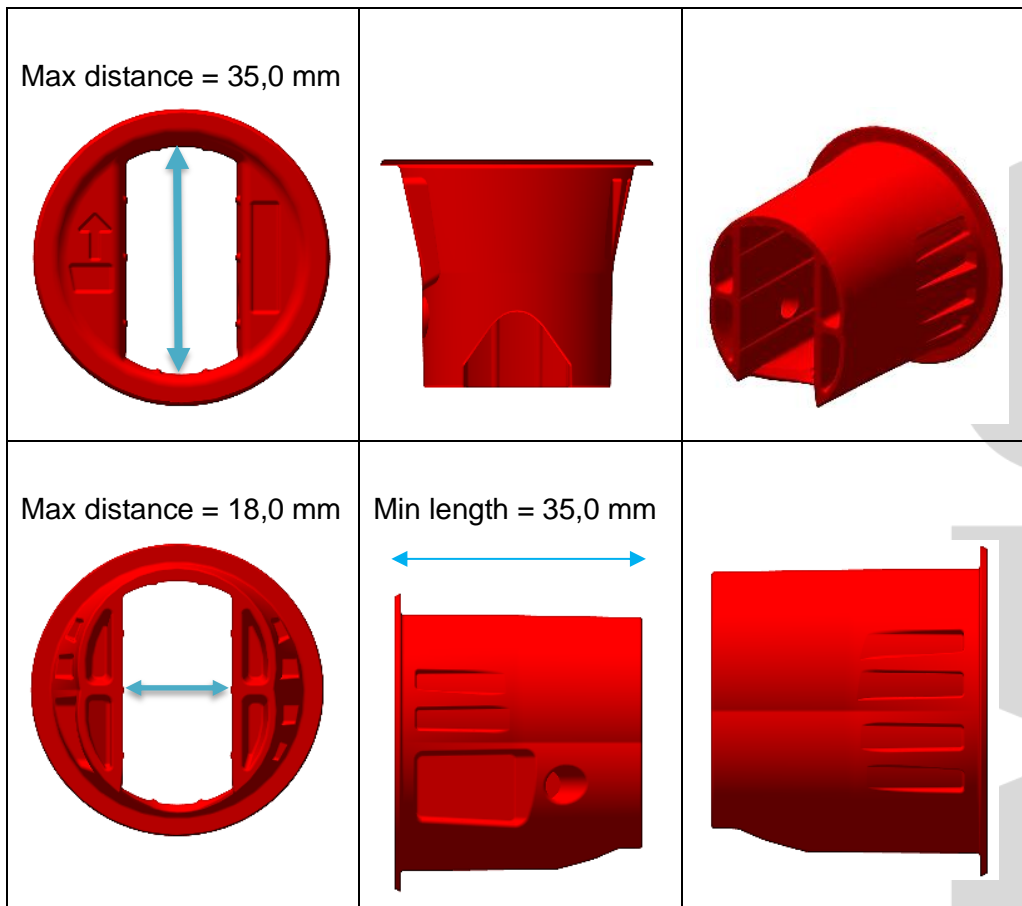 Max distance = 35,0 mm
Max distance = 18,0 mm
Min length = 35,0 mm